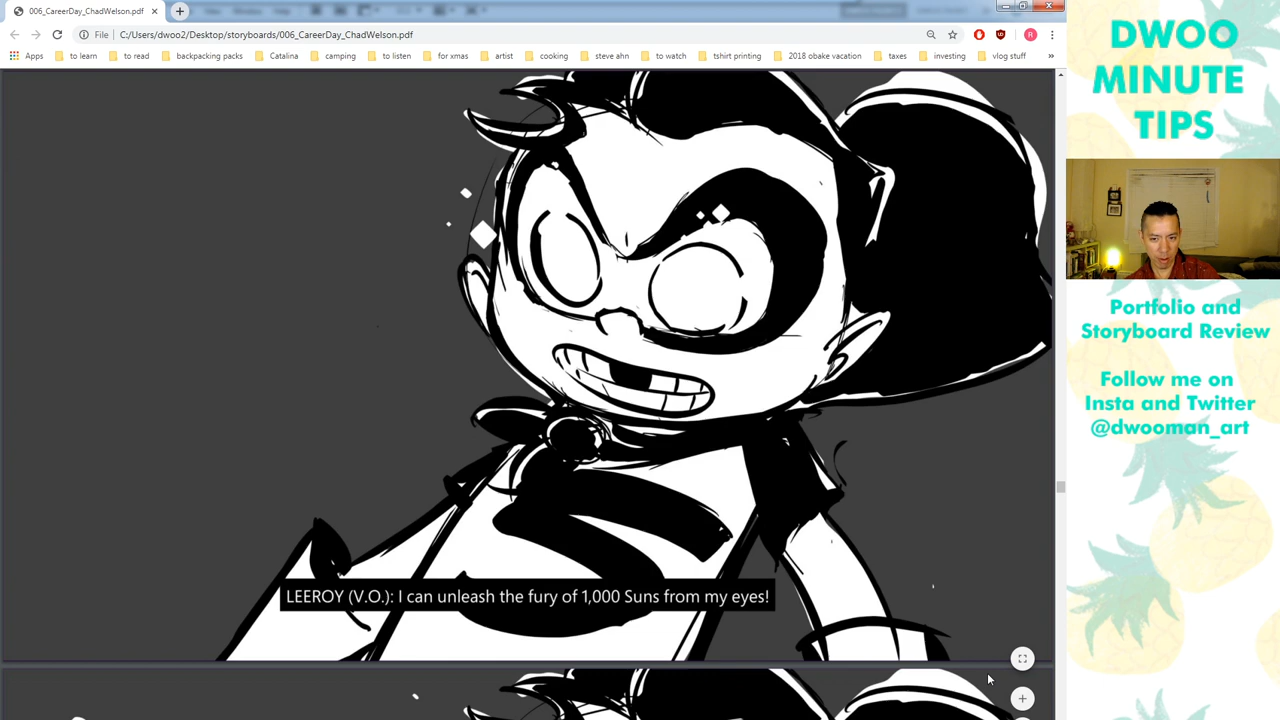 006_CareerDay_ChadWelson.pdf
File
C:/Users/dwoo2/Desktop/storyboards/006_CareerDay_ChadWelson.pdf
R
Apps to learn to read backpacking packs Catalina camping to listen for xmas artist cooking steve ahn to watch tshirt printing 2018 obake vacation taxes investing vlog stuff
DWOO
MINUTE
TIPS
Portfolio and
Storyboard Review
Follow me on
Insta and Twitter
@dwooman_art
S
LEEROY (V.O.): I can unleash the fury of 1,000 Suns from my eyes!